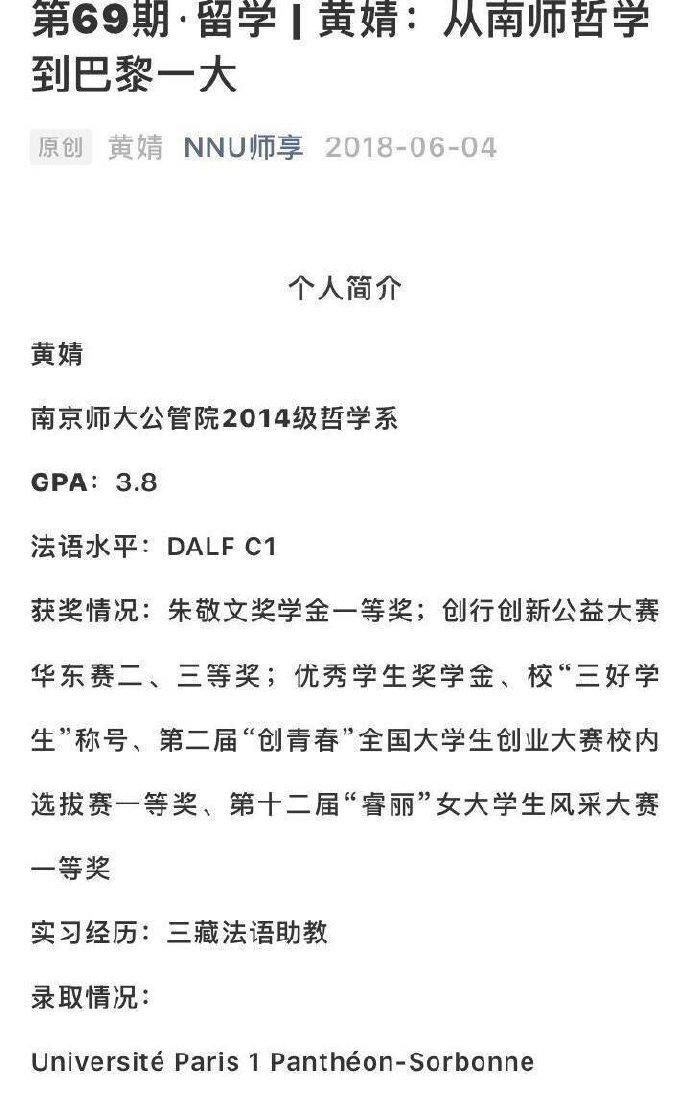 第69期·留学 | 黄婧：从南师哲学
到巴黎一大
原创 黄婧 NNU师享 2018-06-04
个人简介
黄婧
南京师大公管院2014级哲学系
GPA：3.8
法语水平：DALF C1
获奖情况：朱敬文奖学金一等奖；创行创新公益大赛
华东赛二、三等奖；优秀学生奖学金、校“三好学
生”称号、第二届“创青春”全国大学生创业大赛校内
选拔赛一等奖、第十二届“睿丽”女大学生风采大赛
一等奖
实习经历：三藏法语助教
录取情况：
Université Paris 1 Panthéon-Sorbonne